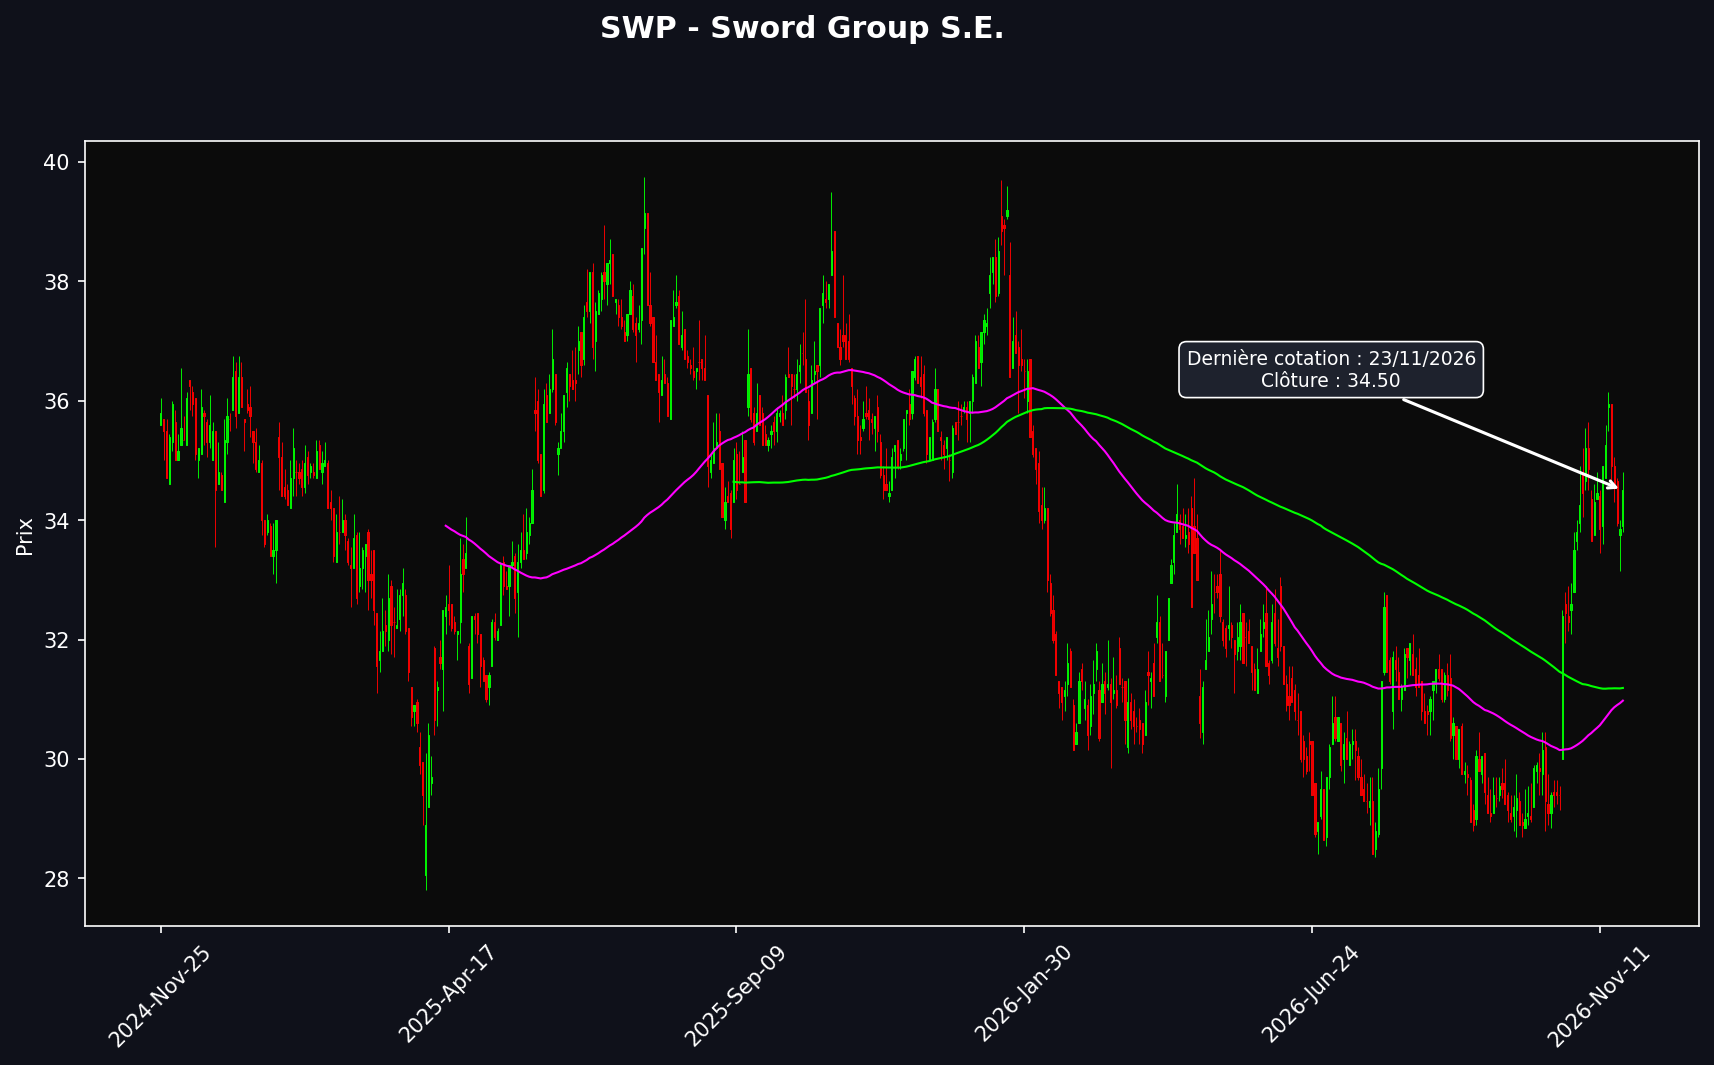 SWP - Sword Group S.E.
Prix
40
38
36
34
32
30
28
Dernière cotation : 23/11/2026
Clôture : 34.50
2024-Nov-25
2025-Apr-17
2025-Sep-09
2026-Jan-30
2026-Jun-24
2026-Nov-11